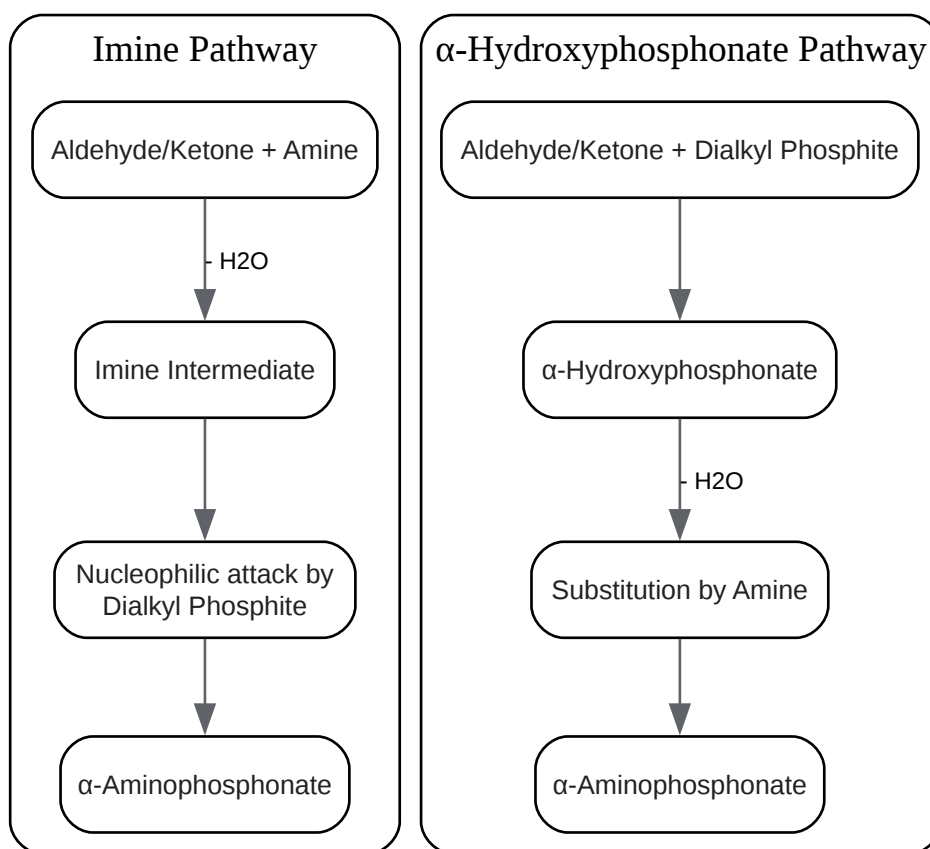 Imine Pathway
Aldehyde/Ketone + Amine
- H2O
Imine Intermediate
Nucleophilic attack by
Dialkyl Phosphite
α-Aminophosphonate
α-Hydroxyphosphonate Pathway
Aldehyde/Ketone + Dialkyl Phosphite
α-Hydroxyphosphonate
- H2O
Substitution by Amine
α-Aminophosphonate